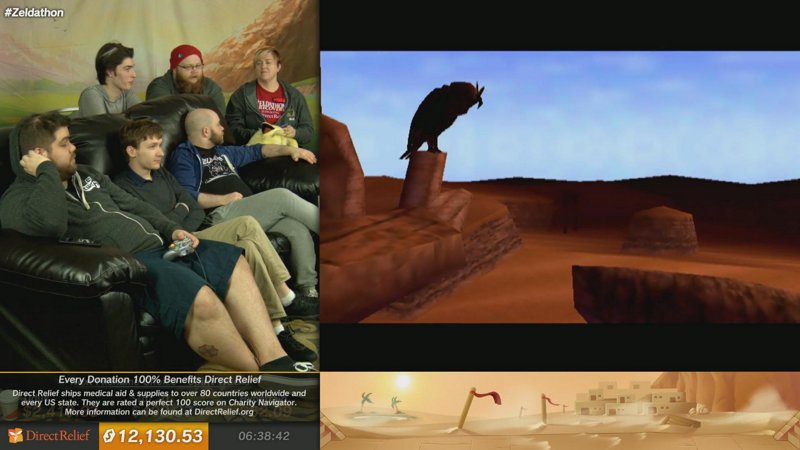 #Zeldathon
Every Donation 100% Benefits Direct Relief
Direct Relief ships medical aid & supplies to over 80 countries worldwide and
every US state. They are rated a perfect 100 score on Charity Navigator.
More information can be found at DirectRelief.org
DirectRelief
12,130.53
06:38:42